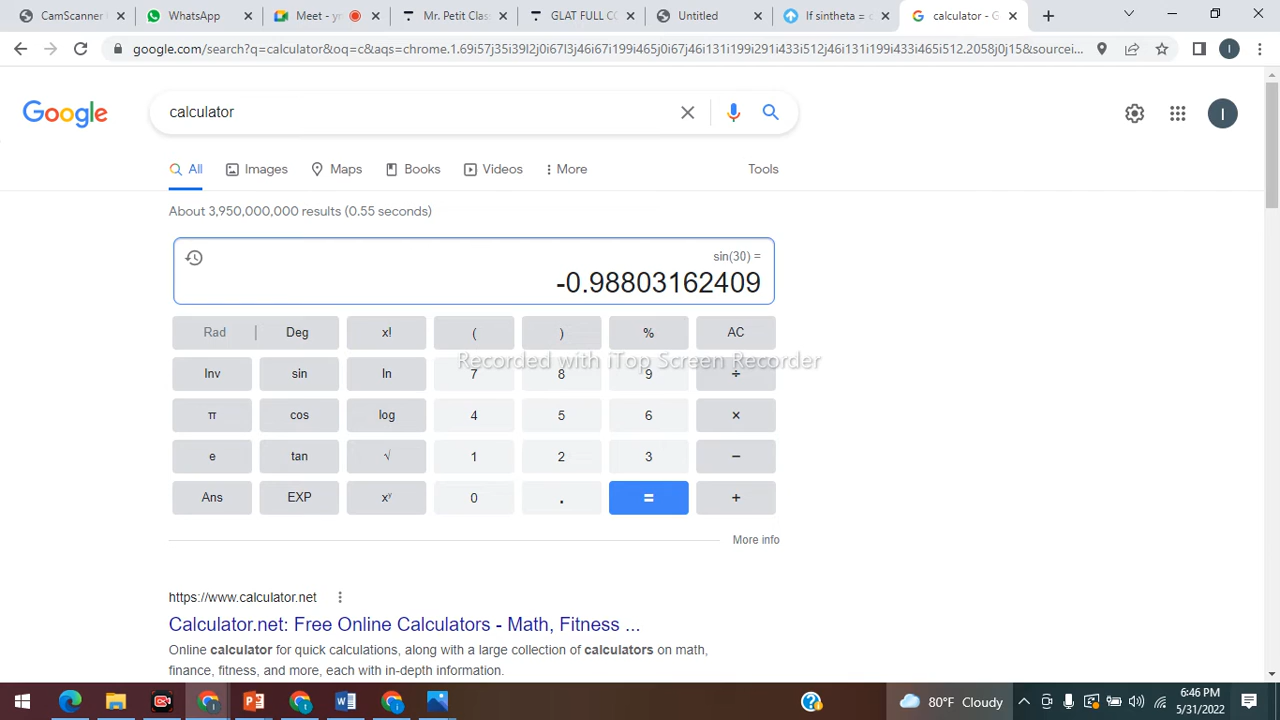 CamScanner
WhatsApp
Meet - yn
Mr. Petit Clas
GLAT FULL CO
Untitled
If sintheta = c
calculator - G
google.com/search?q=calculator&oq=c&aqs=chrome.1.69i57j35i39l2j0i67l3j46i67i199i465j0i67j46i131i199i291i433i512j46i131i199i433i465i512.2058j0j15&sourcei...
I
Google
calculator
I
All
Images
Maps
Books
Videos
More
Tools
About 3,950,000,000 results (0.55 seconds)
sin(30) =
-0.98803162409
Rad | Deg x! ( ) % AC
Recorded with iTop Screen Recorder
Inv sin ln 7 8 9 ÷
π cos log 4 5 6 ×
e tan √ 1 2 3 −
Ans EXP xʸ 0 . = +
More info
https://www.calculator.net
Calculator.net: Free Online Calculators - Math, Fitness ...
Online calculator for quick calculations, along with a large collection of calculators on math,
finance, fitness, and more, each with in-depth information.
80°F Cloudy
6:46 PM
5/31/2022